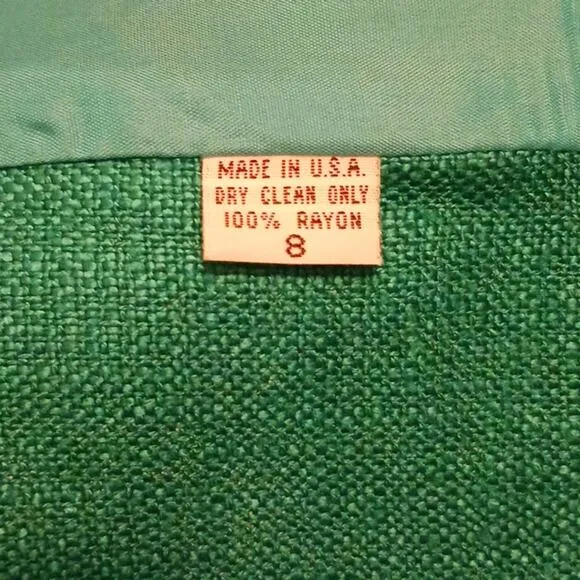 MADE IN U.S.A.
DRY CLEAN ONLY
100% RAYON
8